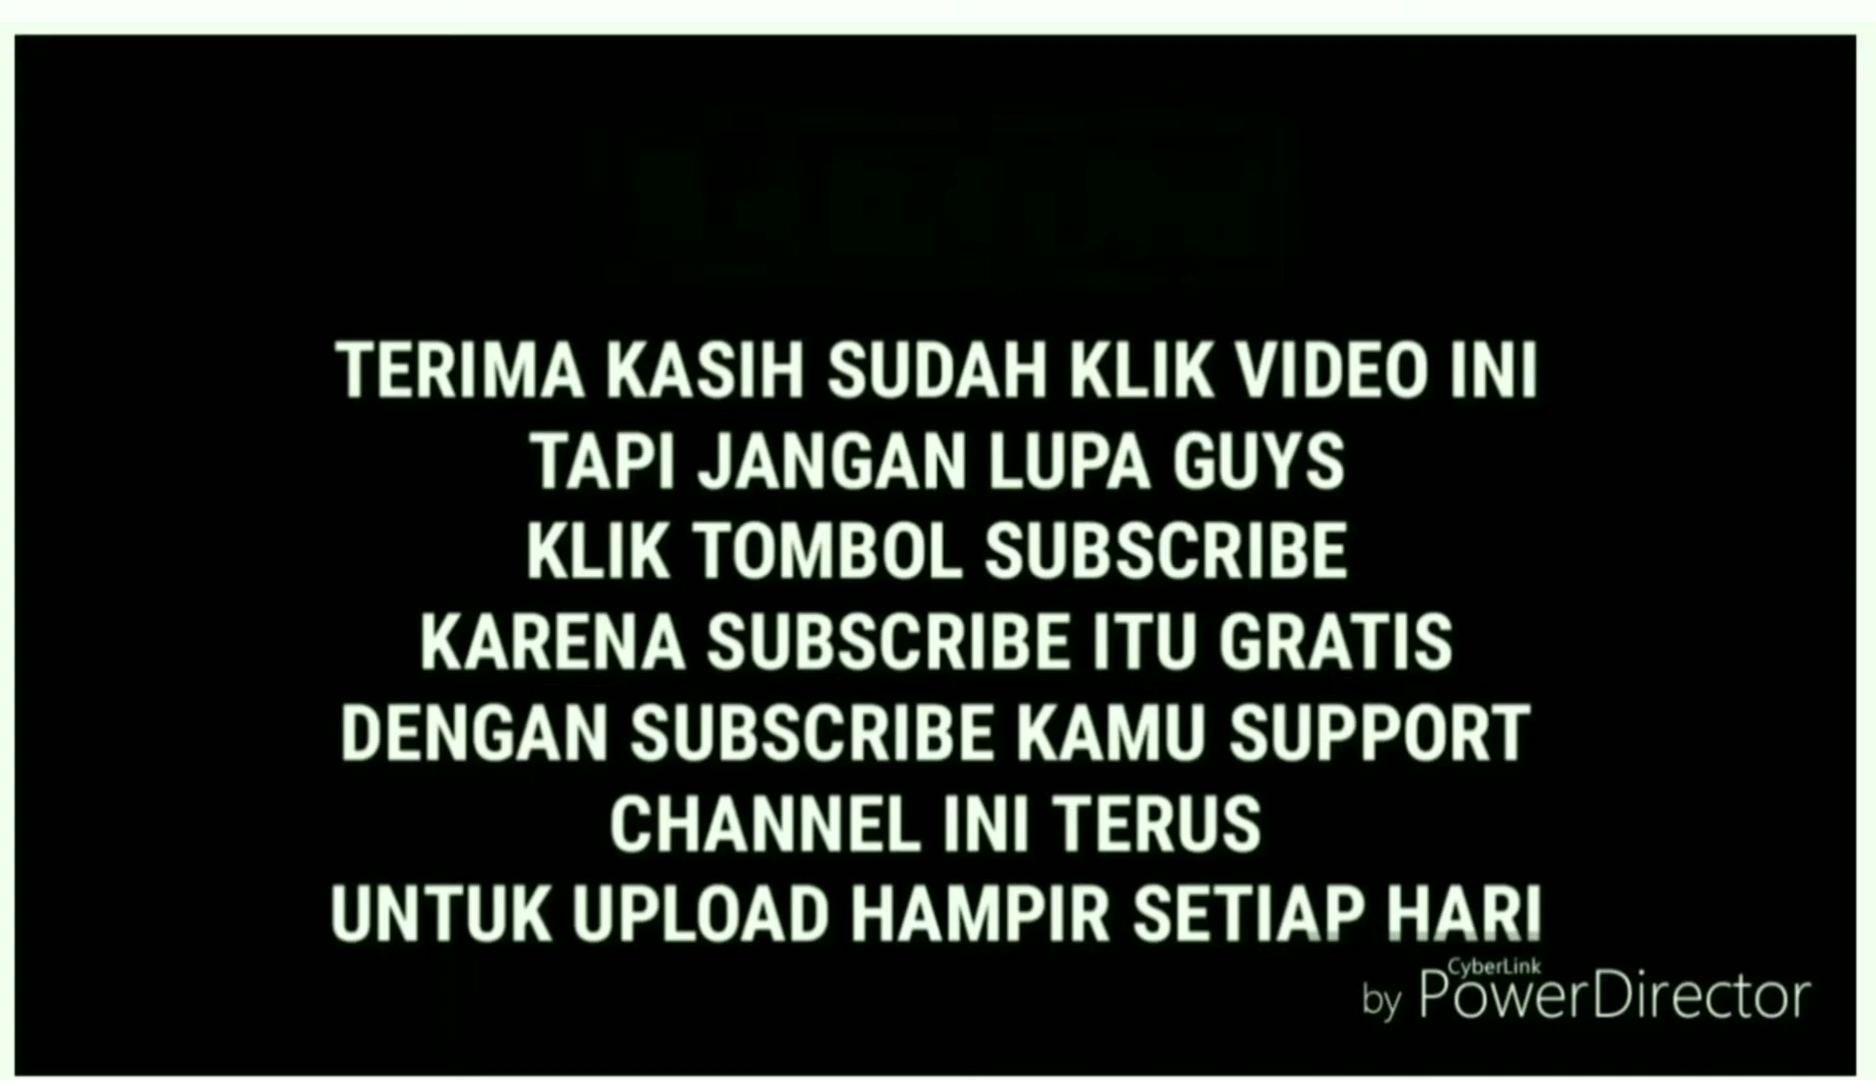 TERIMA KASIH SUDAH KLIK VIDEO INI
TAPI JANGAN LUPA GUYS
KLIK TOMBOL SUBSCRIBE
KARENA SUBSCRIBE ITU GRATIS
DENGAN SUBSCRIBE KAMU SUPPORT
CHANNEL INI TERUS
UNTUK UPLOAD HAMPIR SETIAP HARI
CyberLink
by PowerDirector